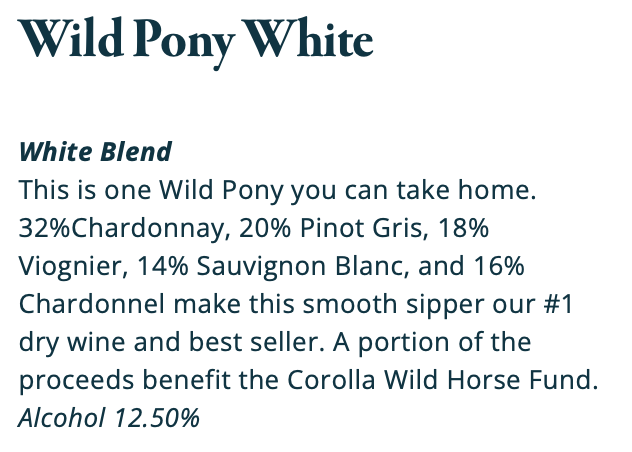 Wild Pony White
White Blend
This is one Wild Pony you can take home.
32%Chardonnay, 20% Pinot Gris, 18%
Viognier, 14% Sauvignon Blanc, and 16%
Chardonnel make this smooth sipper our #1
dry wine and best seller. A portion of the
proceeds benefit the Corolla Wild Horse Fund.
Alcohol 12.50%